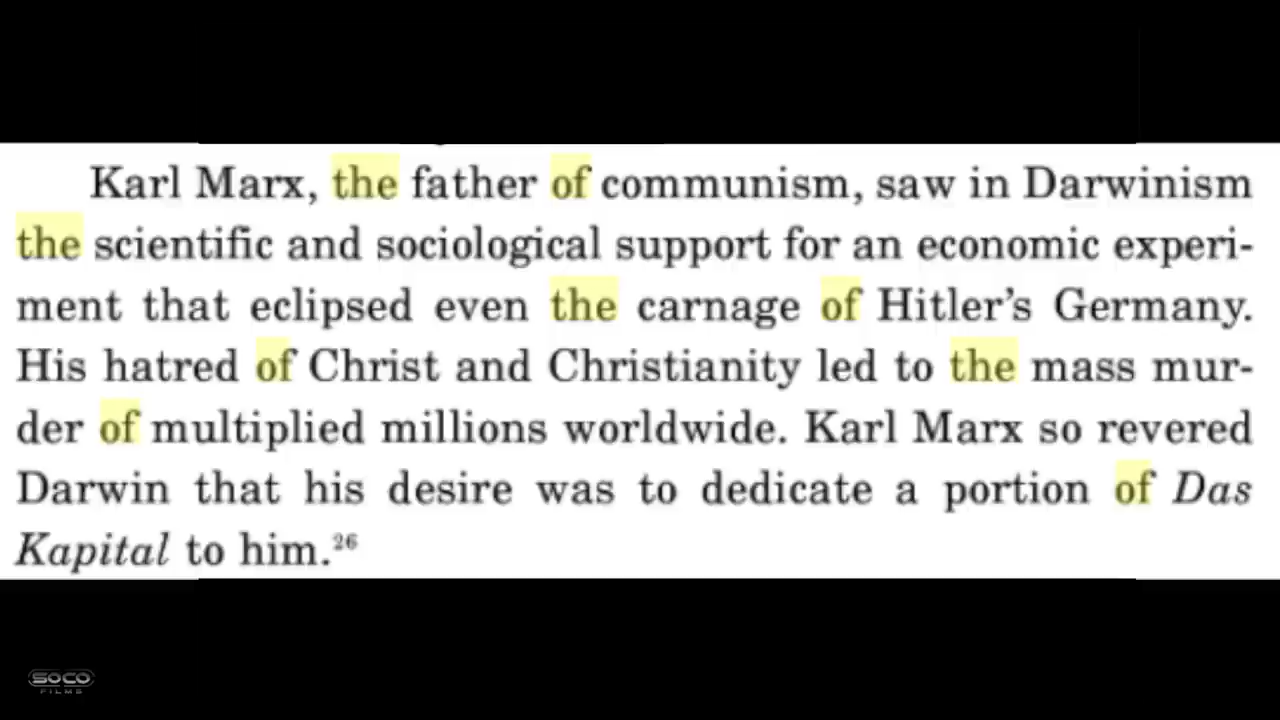 Karl Marx, the father of communism, saw in Darwinism
the scientific and sociological support for an economic experi-
ment that eclipsed even the carnage of Hitler's Germany.
His hatred of Christ and Christianity led to the mass mur-
der of multiplied millions worldwide. Karl Marx so revered
Darwin that his desire was to dedicate a portion of Das
Kapital to him.26
SOCO
FILMS